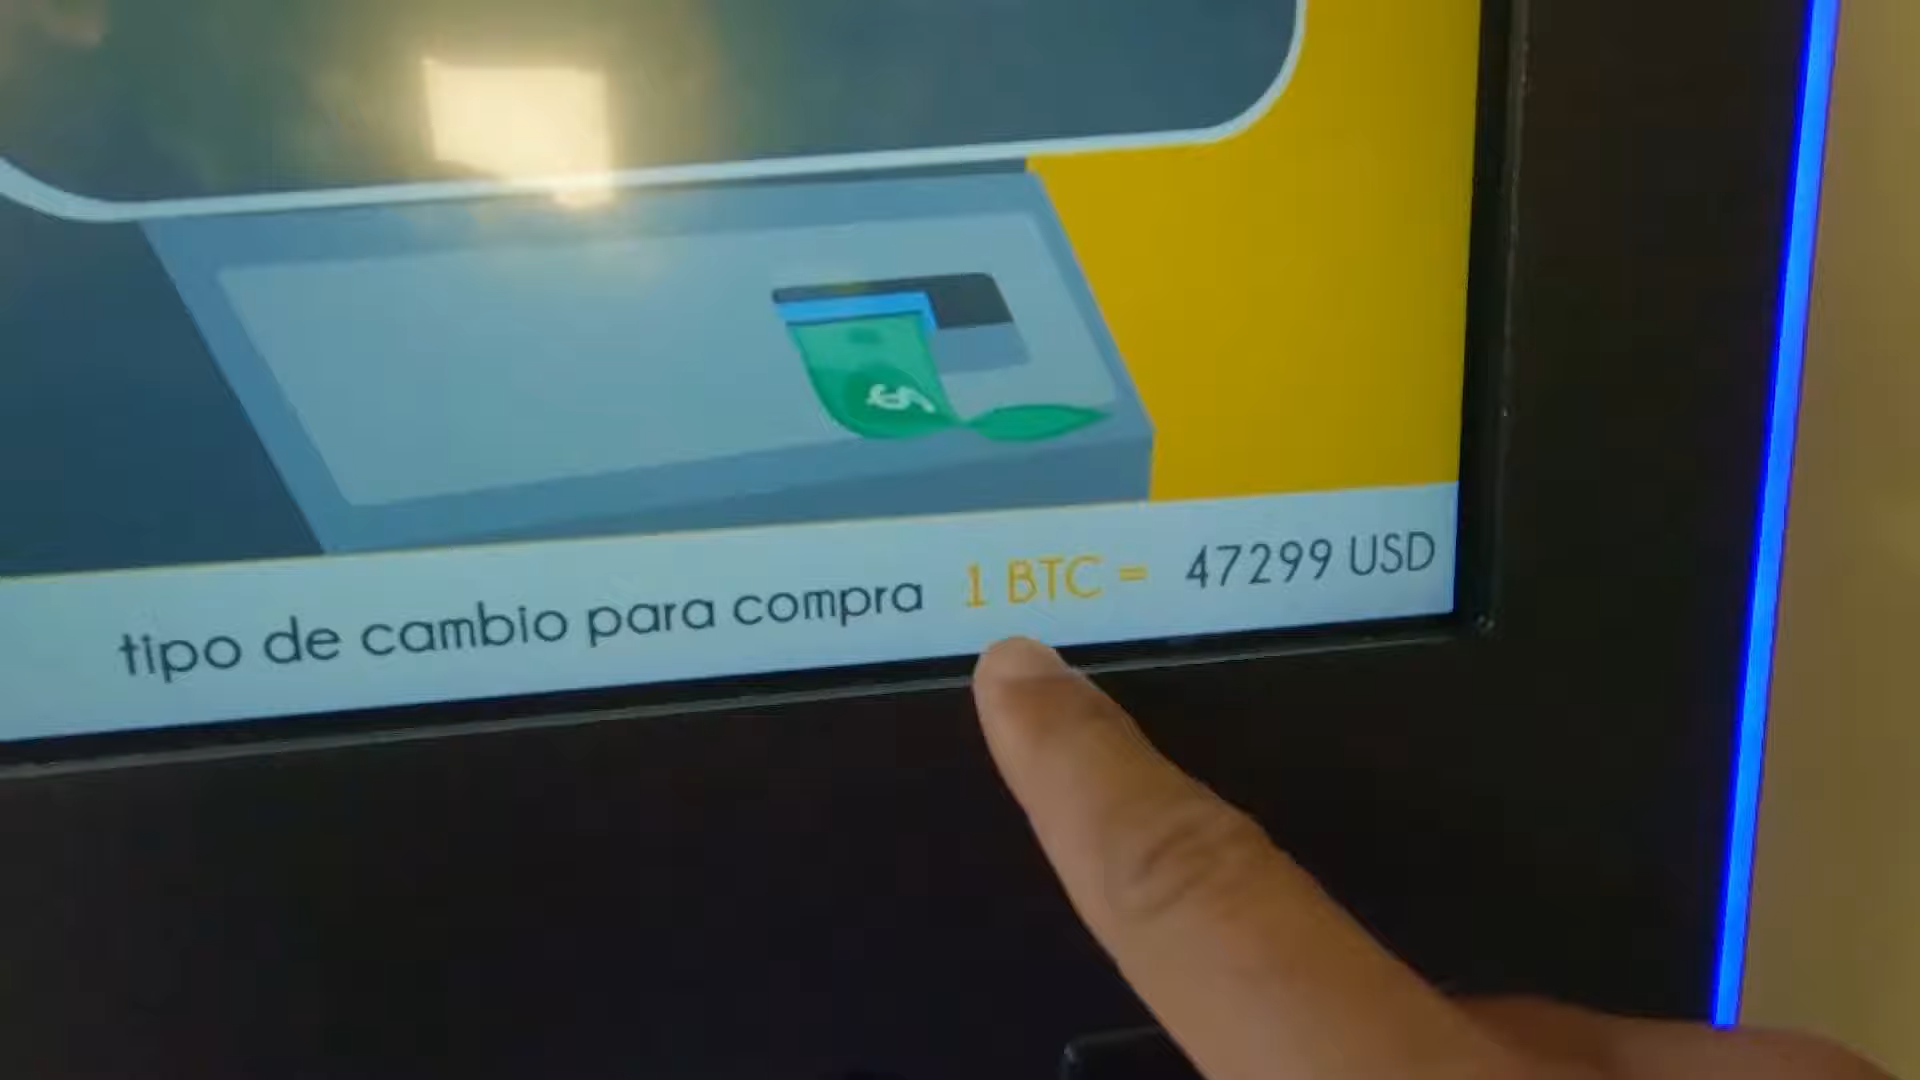 tipo de cambio para compra 1 BTC = 47299 USD
$